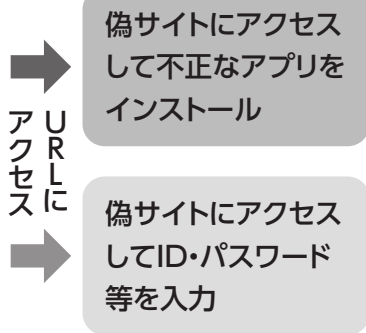 URLに
アクセス
偽サイトにアクセス
して不正なアプリを
インストール
偽サイトにアクセス
してID・パスワード
等を入力